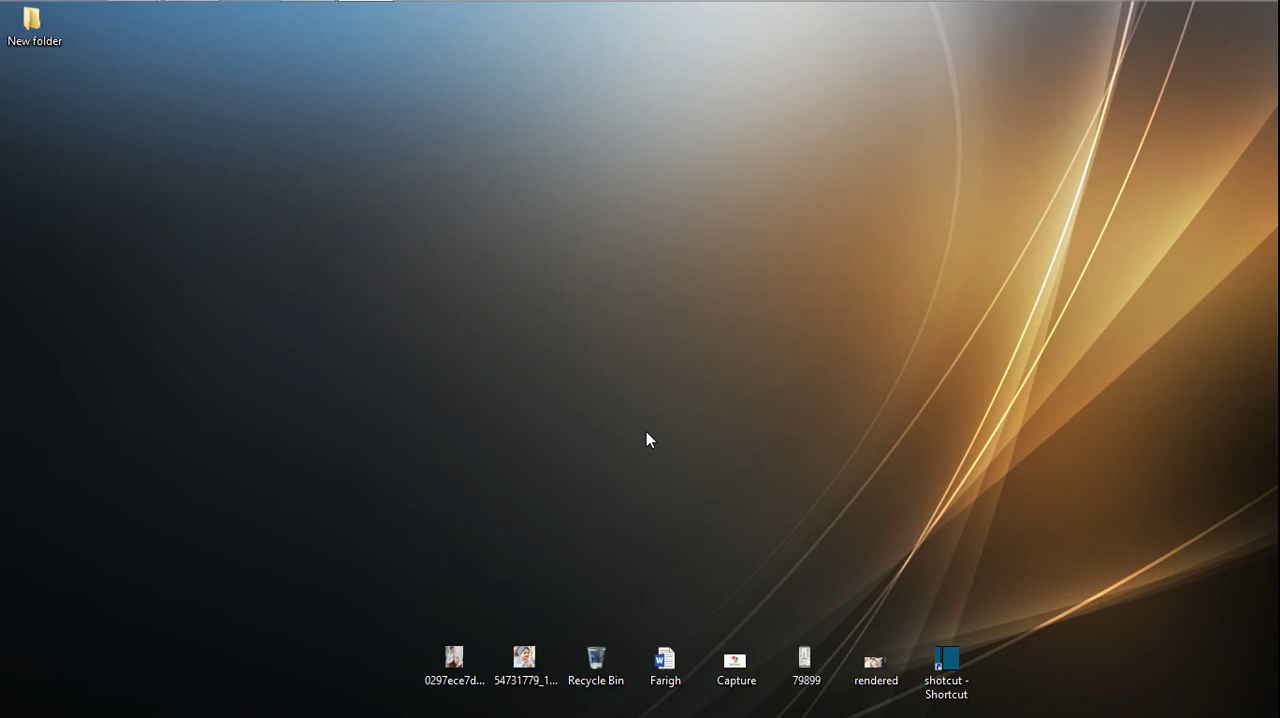 New folder
0297ece7d...
54731779_1...
Recycle Bin
Farigh
Capture
79899
rendered
shotcut -
Shortcut